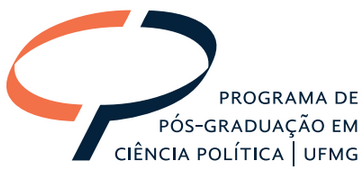 PROGRAMA DE
PÓS-GRADUAÇÃO EM
CIÊNCIA POLÍTICA | UFMG